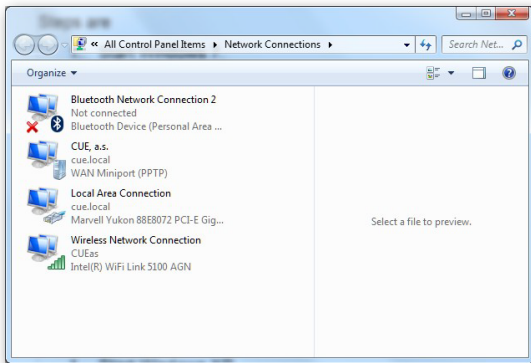 Steps are
« All Control Panel Items ▸ Network Connections ▸
Search Net...
Organize ▾
Bluetooth Network Connection 2
Not connected
Bluetooth Device (Personal Area ...
CUE, a.s.
cue.local
WAN Miniport (PPTP)
Local Area Connection
cue.local
Marvell Yukon 88E8072 PCI-E Gig...
Wireless Network Connection
CUEas
Intel(R) WiFi Link 5100 AGN
Select a file to preview.